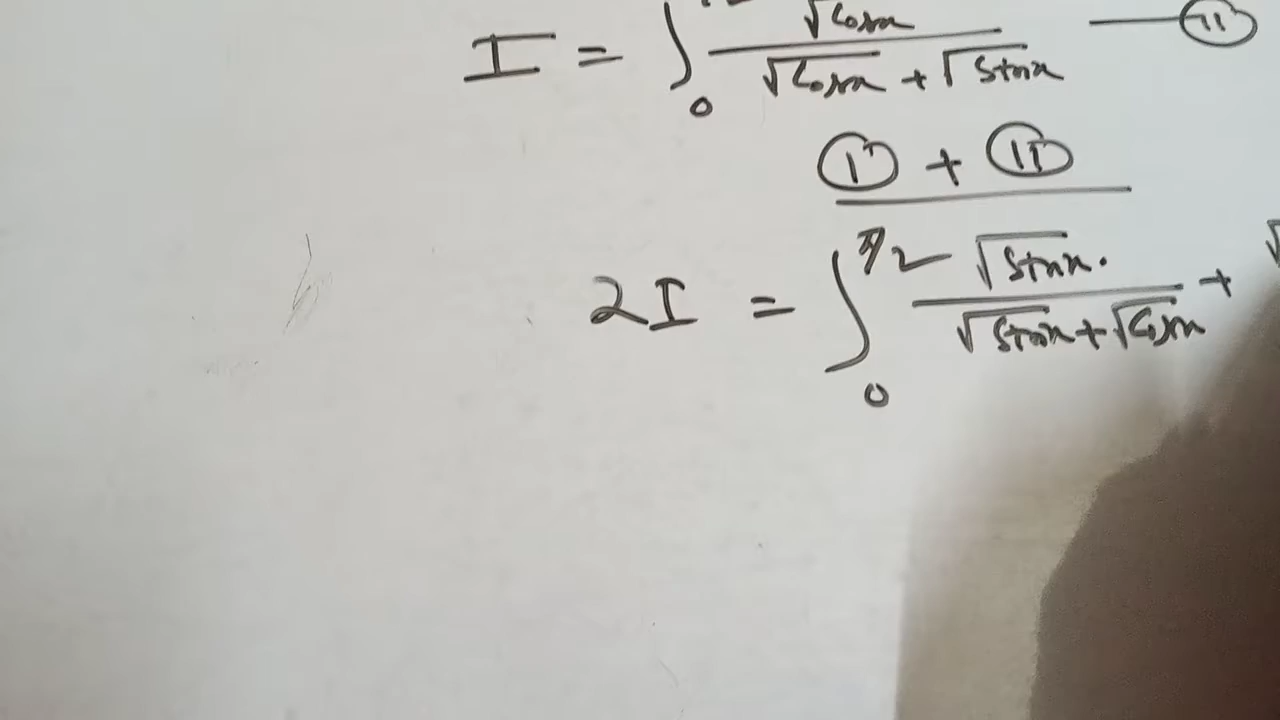 I = ∫₀ √Cosx / (√Cosx + √Sinx) — (II)
(I) + (II)
2I = ∫₀^π/2 √Sinx. / (√Sinx + √Cosx) +